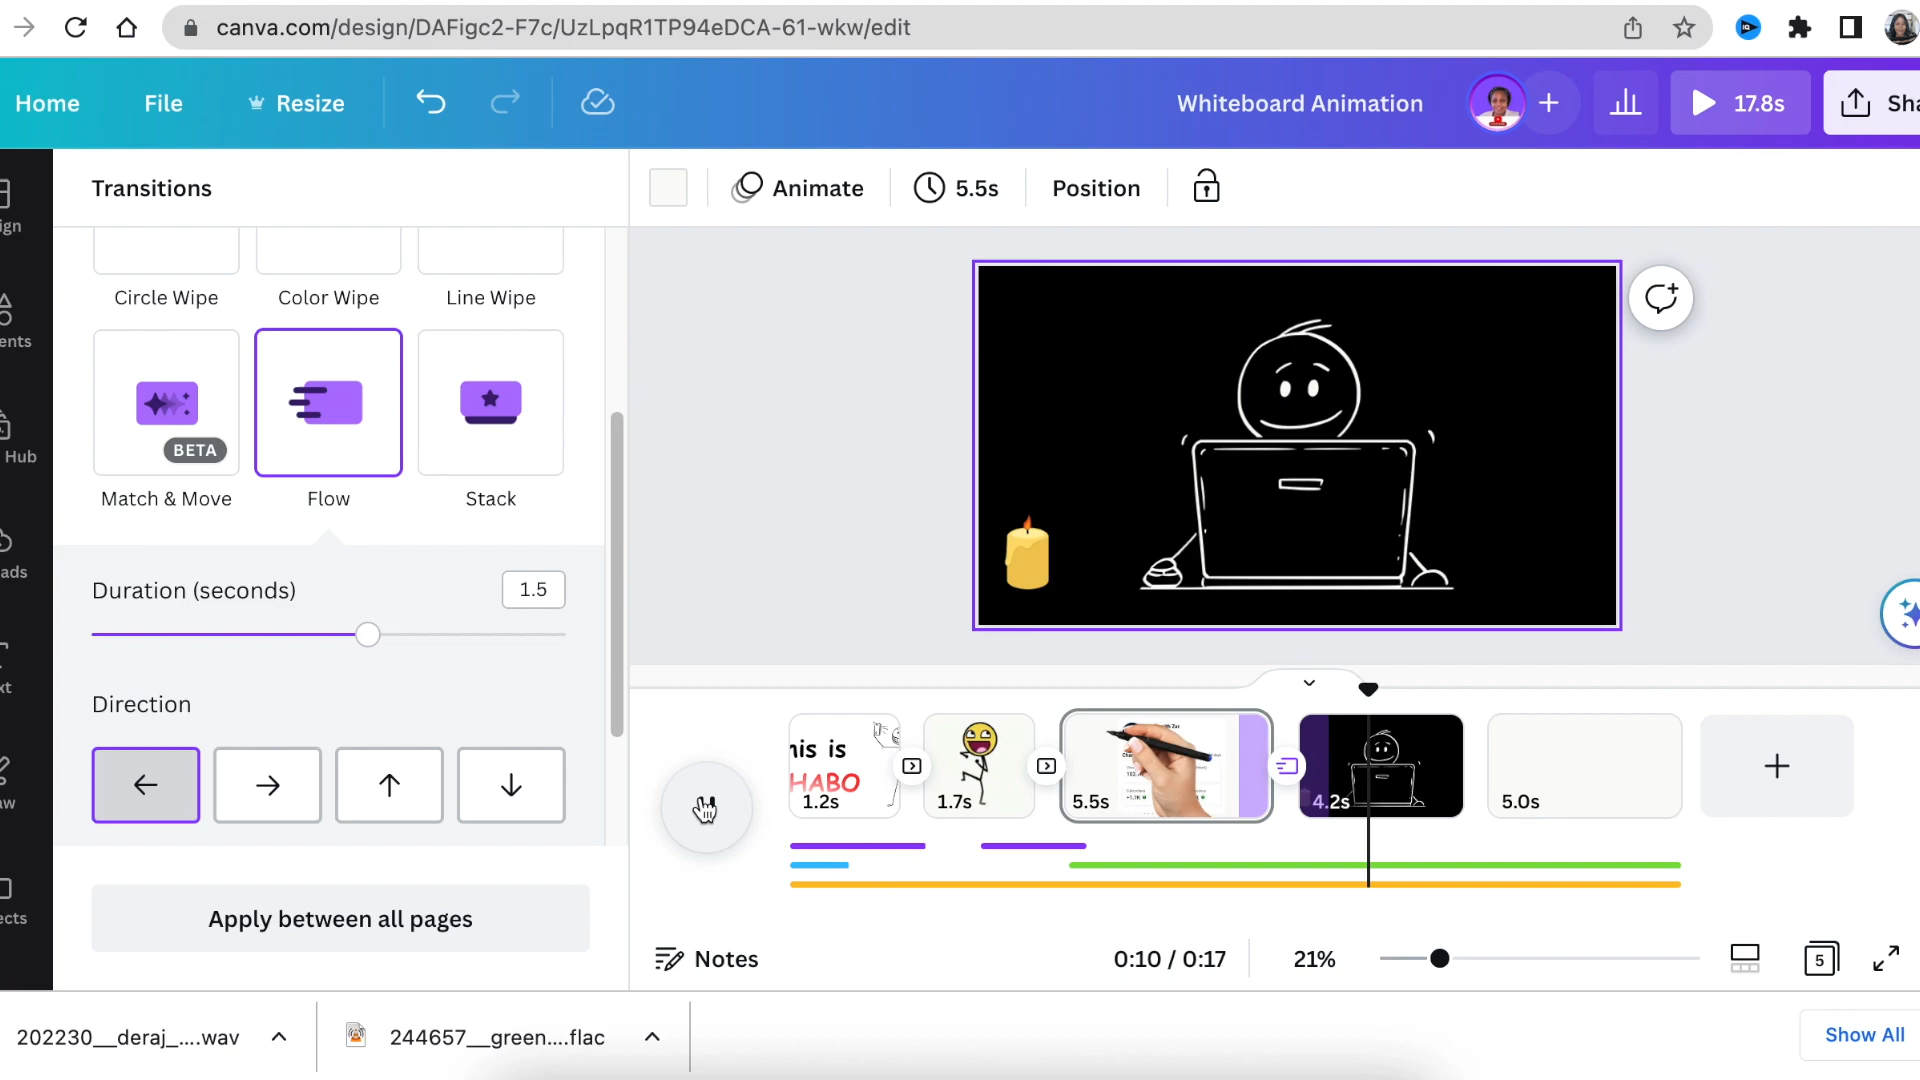 canva.com/design/DAFigc2-F7c/UzLpqR1TP94eDCA-61-wkw/edit
Home
File
Resize
Whiteboard Animation
17.8s
Sha
Transitions
Animate
5.5s
Position
ign
ents
Hub
ads
xt
aw
ects
Circle Wipe
Color Wipe
Line Wipe
BETA
Match & Move
Flow
Stack
Duration (seconds)
1.5
Direction
Apply between all pages
his is
HABO
1.2s
1.7s
5.5s
4.2s
5.0s
Notes
0:10 / 0:17
21%
5
202230__deraj_....wav
244657__green....flac
Show All